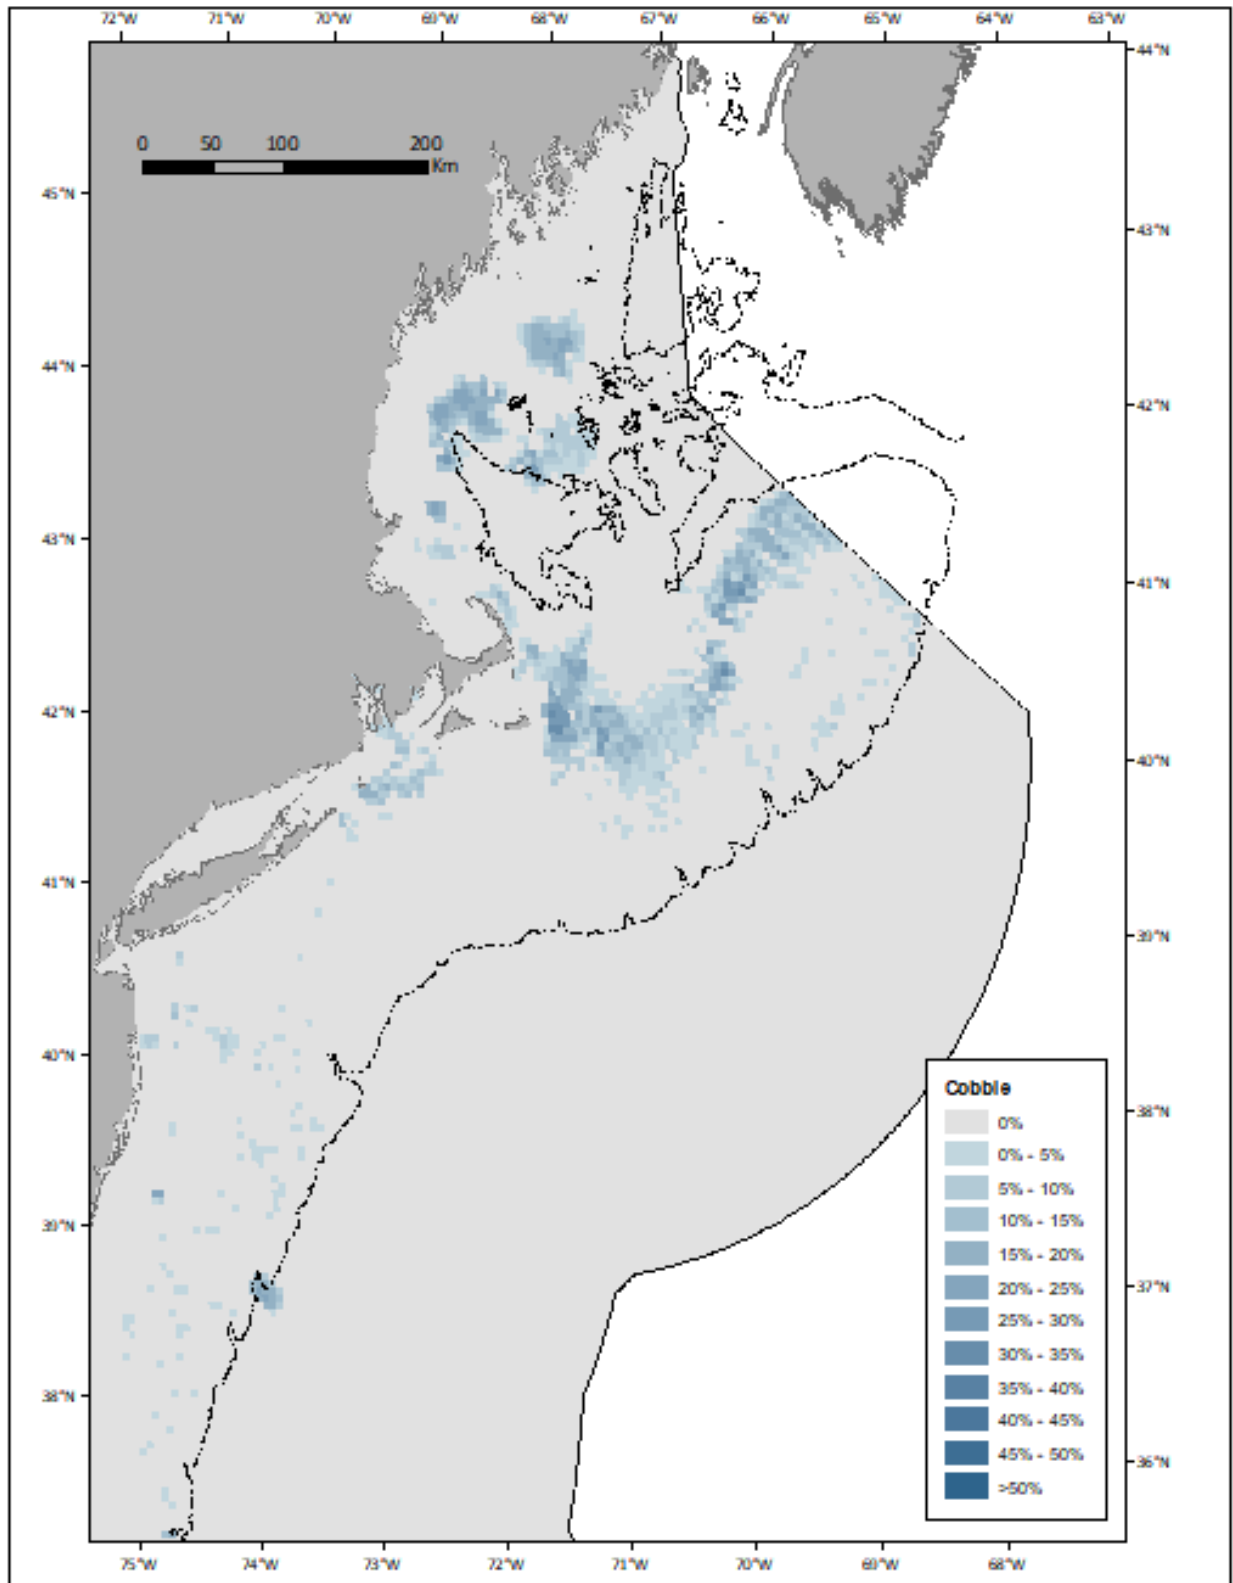 72°W 71°W 70°W 69°W 68°W 67°W 66°W 65°W 64°W 63°W
44°N
0 50 100 200
Km
45°N
43°N
44°N
42°N
43°N
41°N
42°N
40°N
41°N
39°N
40°N
38°N
39°N
37°N
38°N
36°N
Cobble
0%
0% - 5%
5% - 10%
10% - 15%
15% - 20%
20% - 25%
25% - 30%
30% - 35%
35% - 40%
40% - 45%
45% - 50%
>50%
75°W 74°W 73°W 72°W 71°W 70°W 69°W 68°W